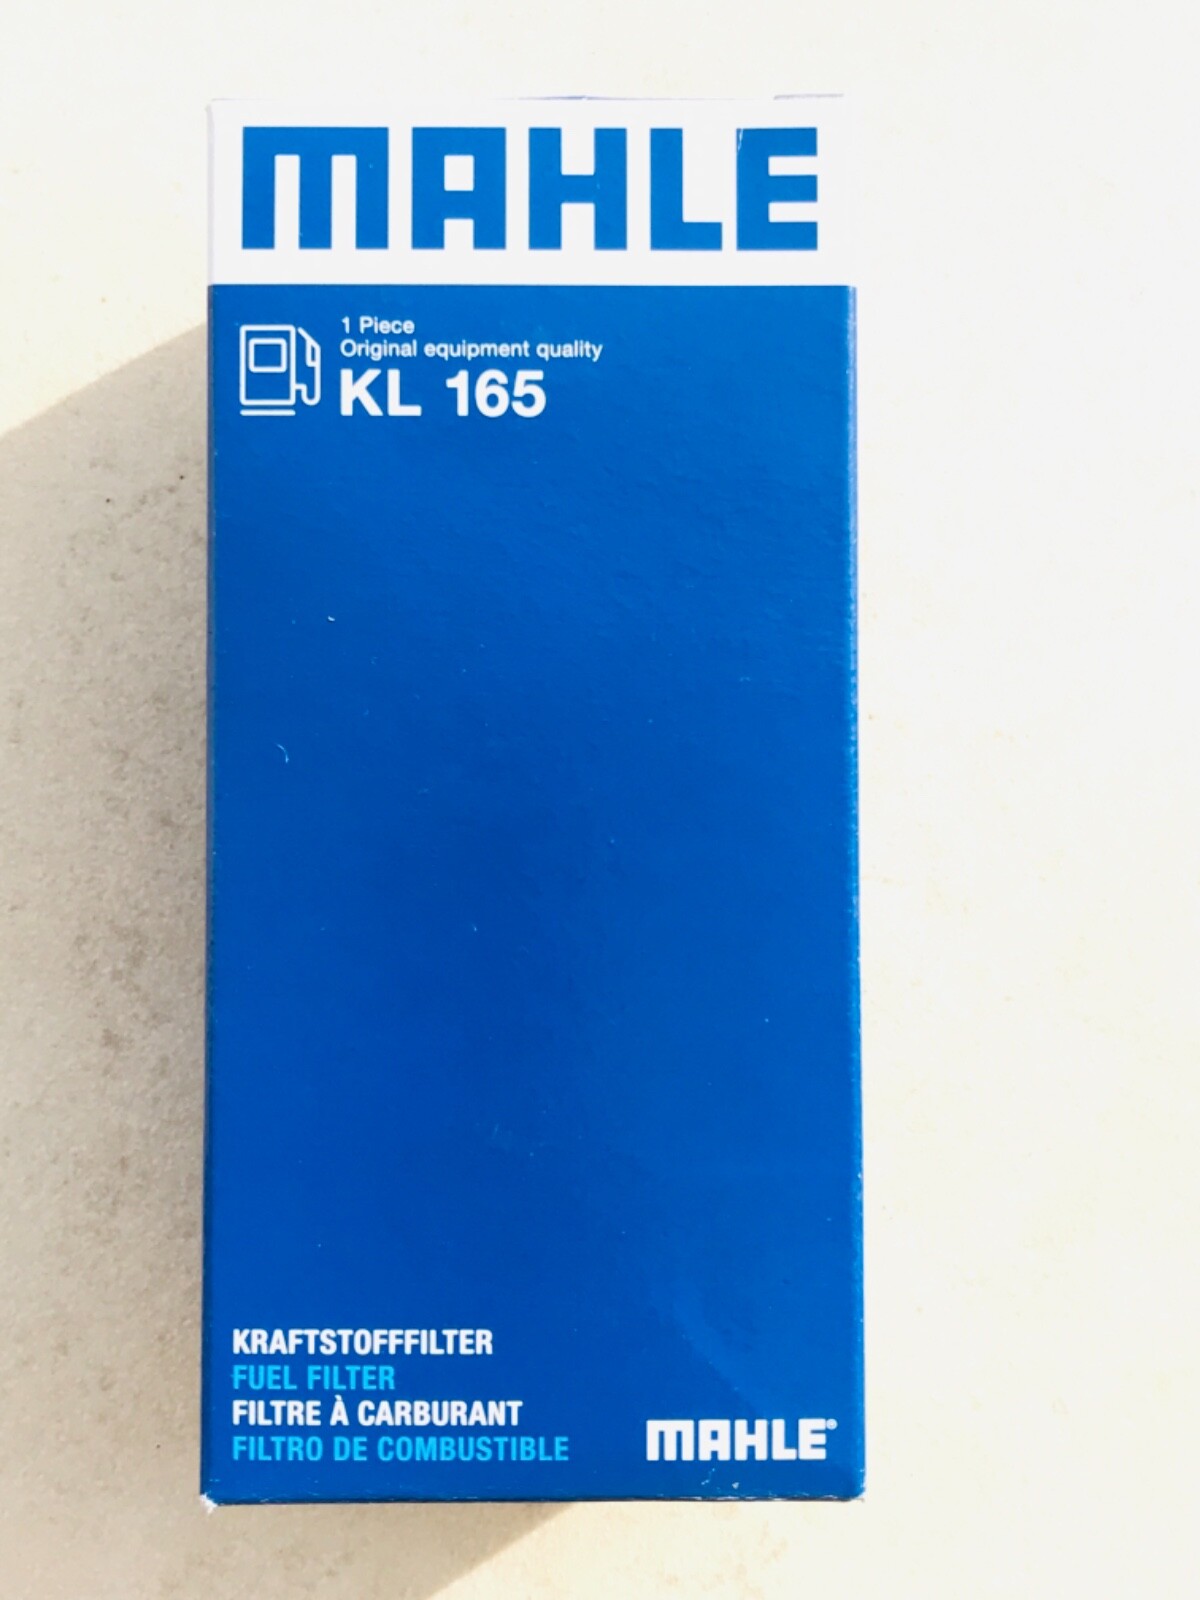 MAHLE
1 Piece
Original equipment quality
KL 165
KRAFTSTOFFFILTER
FUEL FILTER
FILTRE À CARBURANT
FILTRO DE COMBUSTIBLE
MAHLE®